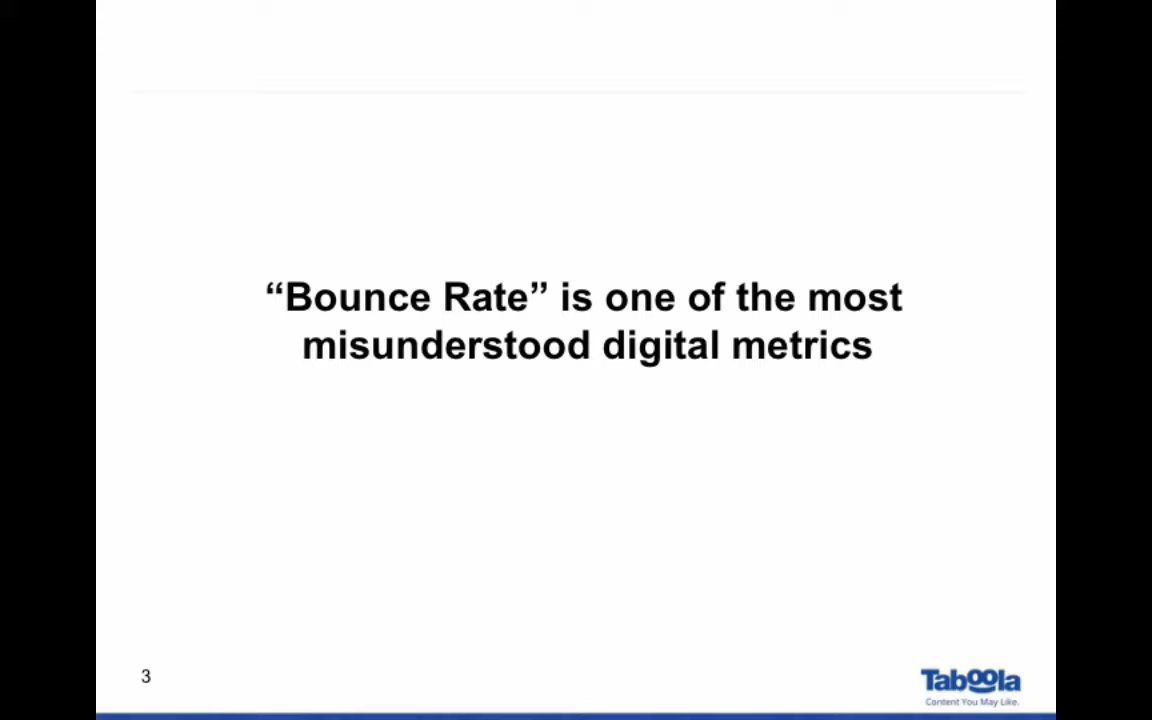 “Bounce Rate” is one of the most
misunderstood digital metrics
3
Taboola
Content You May Like.